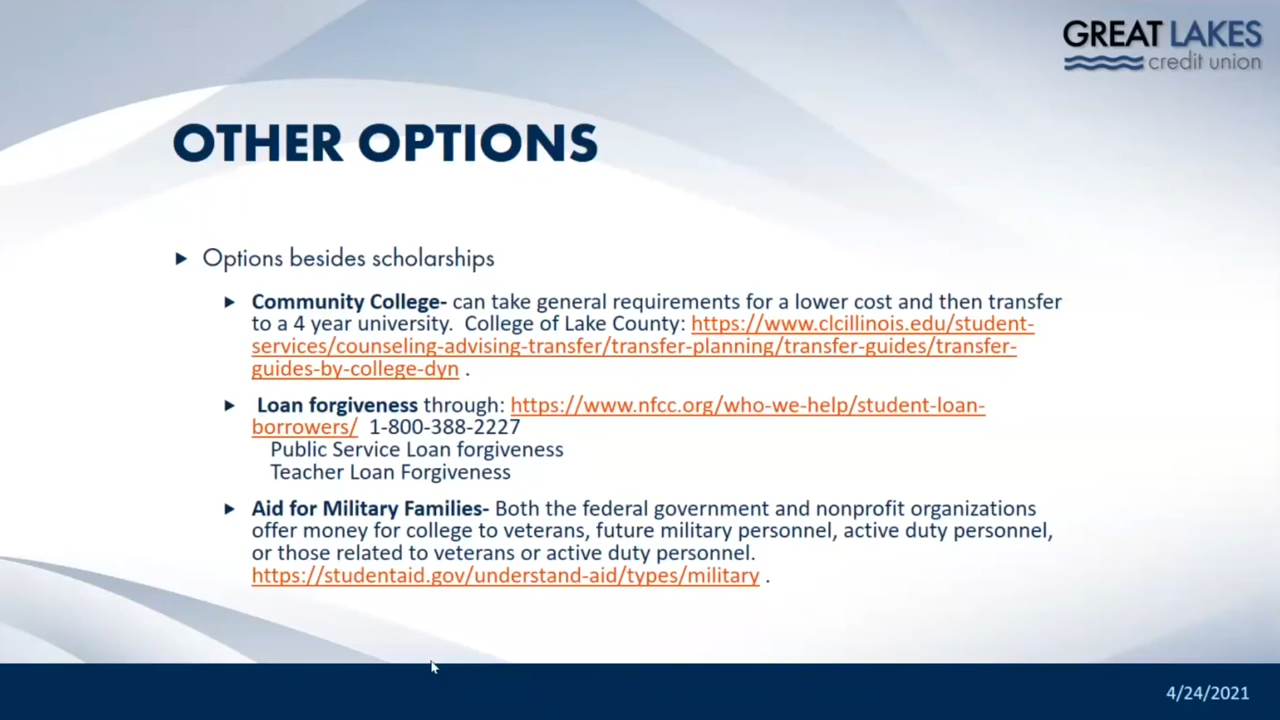 GREAT LAKES
credit union
OTHER OPTIONS
Options besides scholarships
Community College- can take general requirements for a lower cost and then transfer
to a 4 year university.  College of Lake County: https://www.clcillinois.edu/student-
services/counseling-advising-transfer/transfer-planning/transfer-guides/transfer-
guides-by-college-dyn .
Loan forgiveness through: https://www.nfcc.org/who-we-help/student-loan-
borrowers/  1-800-388-2227
Public Service Loan forgiveness
Teacher Loan Forgiveness
Aid for Military Families- Both the federal government and nonprofit organizations
offer money for college to veterans, future military personnel, active duty personnel,
or those related to veterans or active duty personnel.
https://studentaid.gov/understand-aid/types/military .
4/24/2021